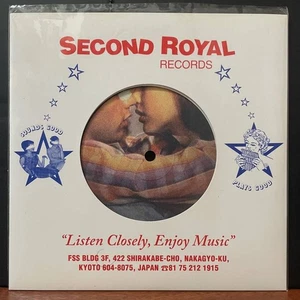 SECOND ROYAL
RECORDS
SOUNDS GOOD
PLAYS GOOD
"Listen Closely, Enjoy Music"
FSS BLDG 3F, 422 SHIRAKABE-CHO, NAKAGYO-KU,
KYOTO 604-8075, JAPAN ☎81 75 212 1915